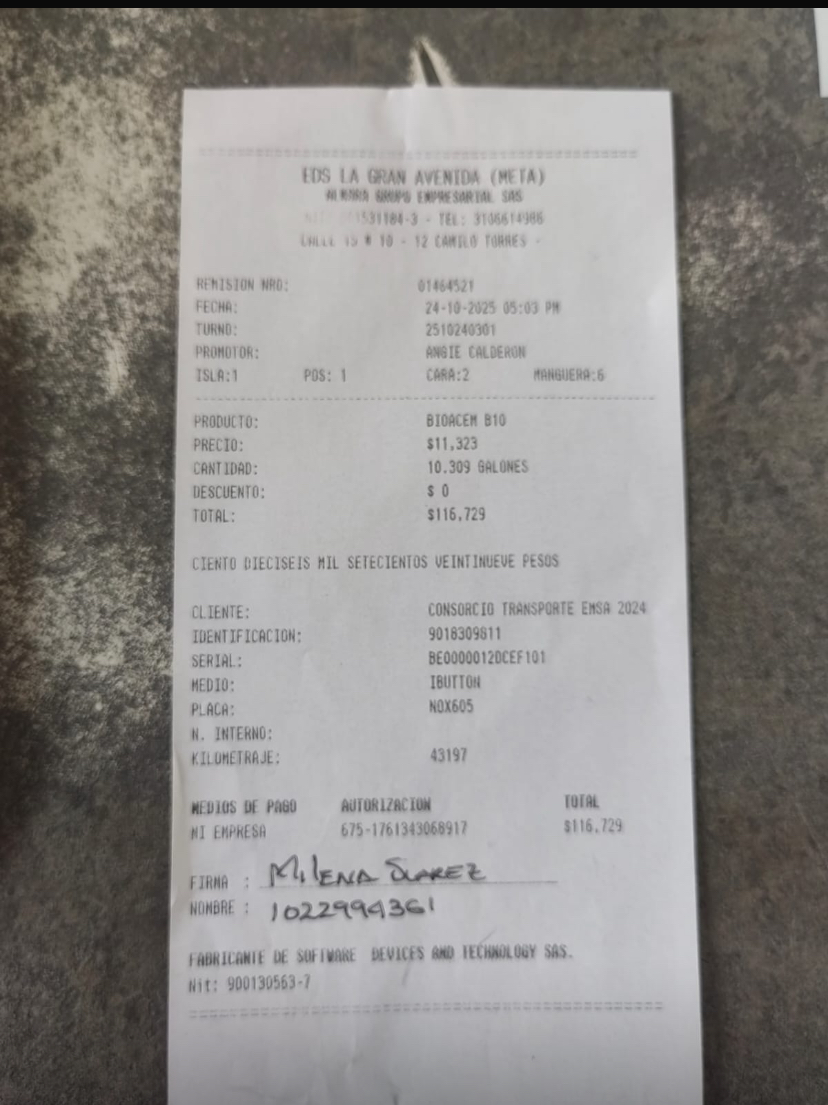 EDS LA GRAN AVENIDA (META)
GRUPO EMPRESARIAL SAS
531184-3 - TEL: 3106614986
CALLE 15 # 10 - 12 CAMILO TORRES -
REMISION NRO: 01464521
FECHA: 24-10-2025 05:03 PM
TURNO: 2510240301
PROMOTOR: ANGIE CALDERON
ISLA:1 POS: 1 CARA:2 MANGUERA:6
PRODUCTO: BIOACEM B10
PRECIO: $11,323
CANTIDAD: 10.309 GALONES
DESCUENTO: $ 0
TOTAL: $116,729
CIENTO DIECISEIS MIL SETECIENTOS VEINTINUEVE PESOS
CLIENTE: CONSORCIO TRANSPORTE EMSA 2024
IDENTIFICACION: 9018309811
SERIAL: BE0000012DCEF101
MEDIO: IBUTTON
PLACA: NOX605
N. INTERNO:
KILOMETRAJE: 43197
MEDIOS DE PAGO AUTORIZACION TOTAL
MI EMPRESA 675-1761343068917 $116,729
FIRMA : MILENA SUAREZ
NOMBRE : 1022994361
FABRICANTE DE SOFTWARE DEVICES AND TECHNOLOGY SAS.
Nit: 900130563-7